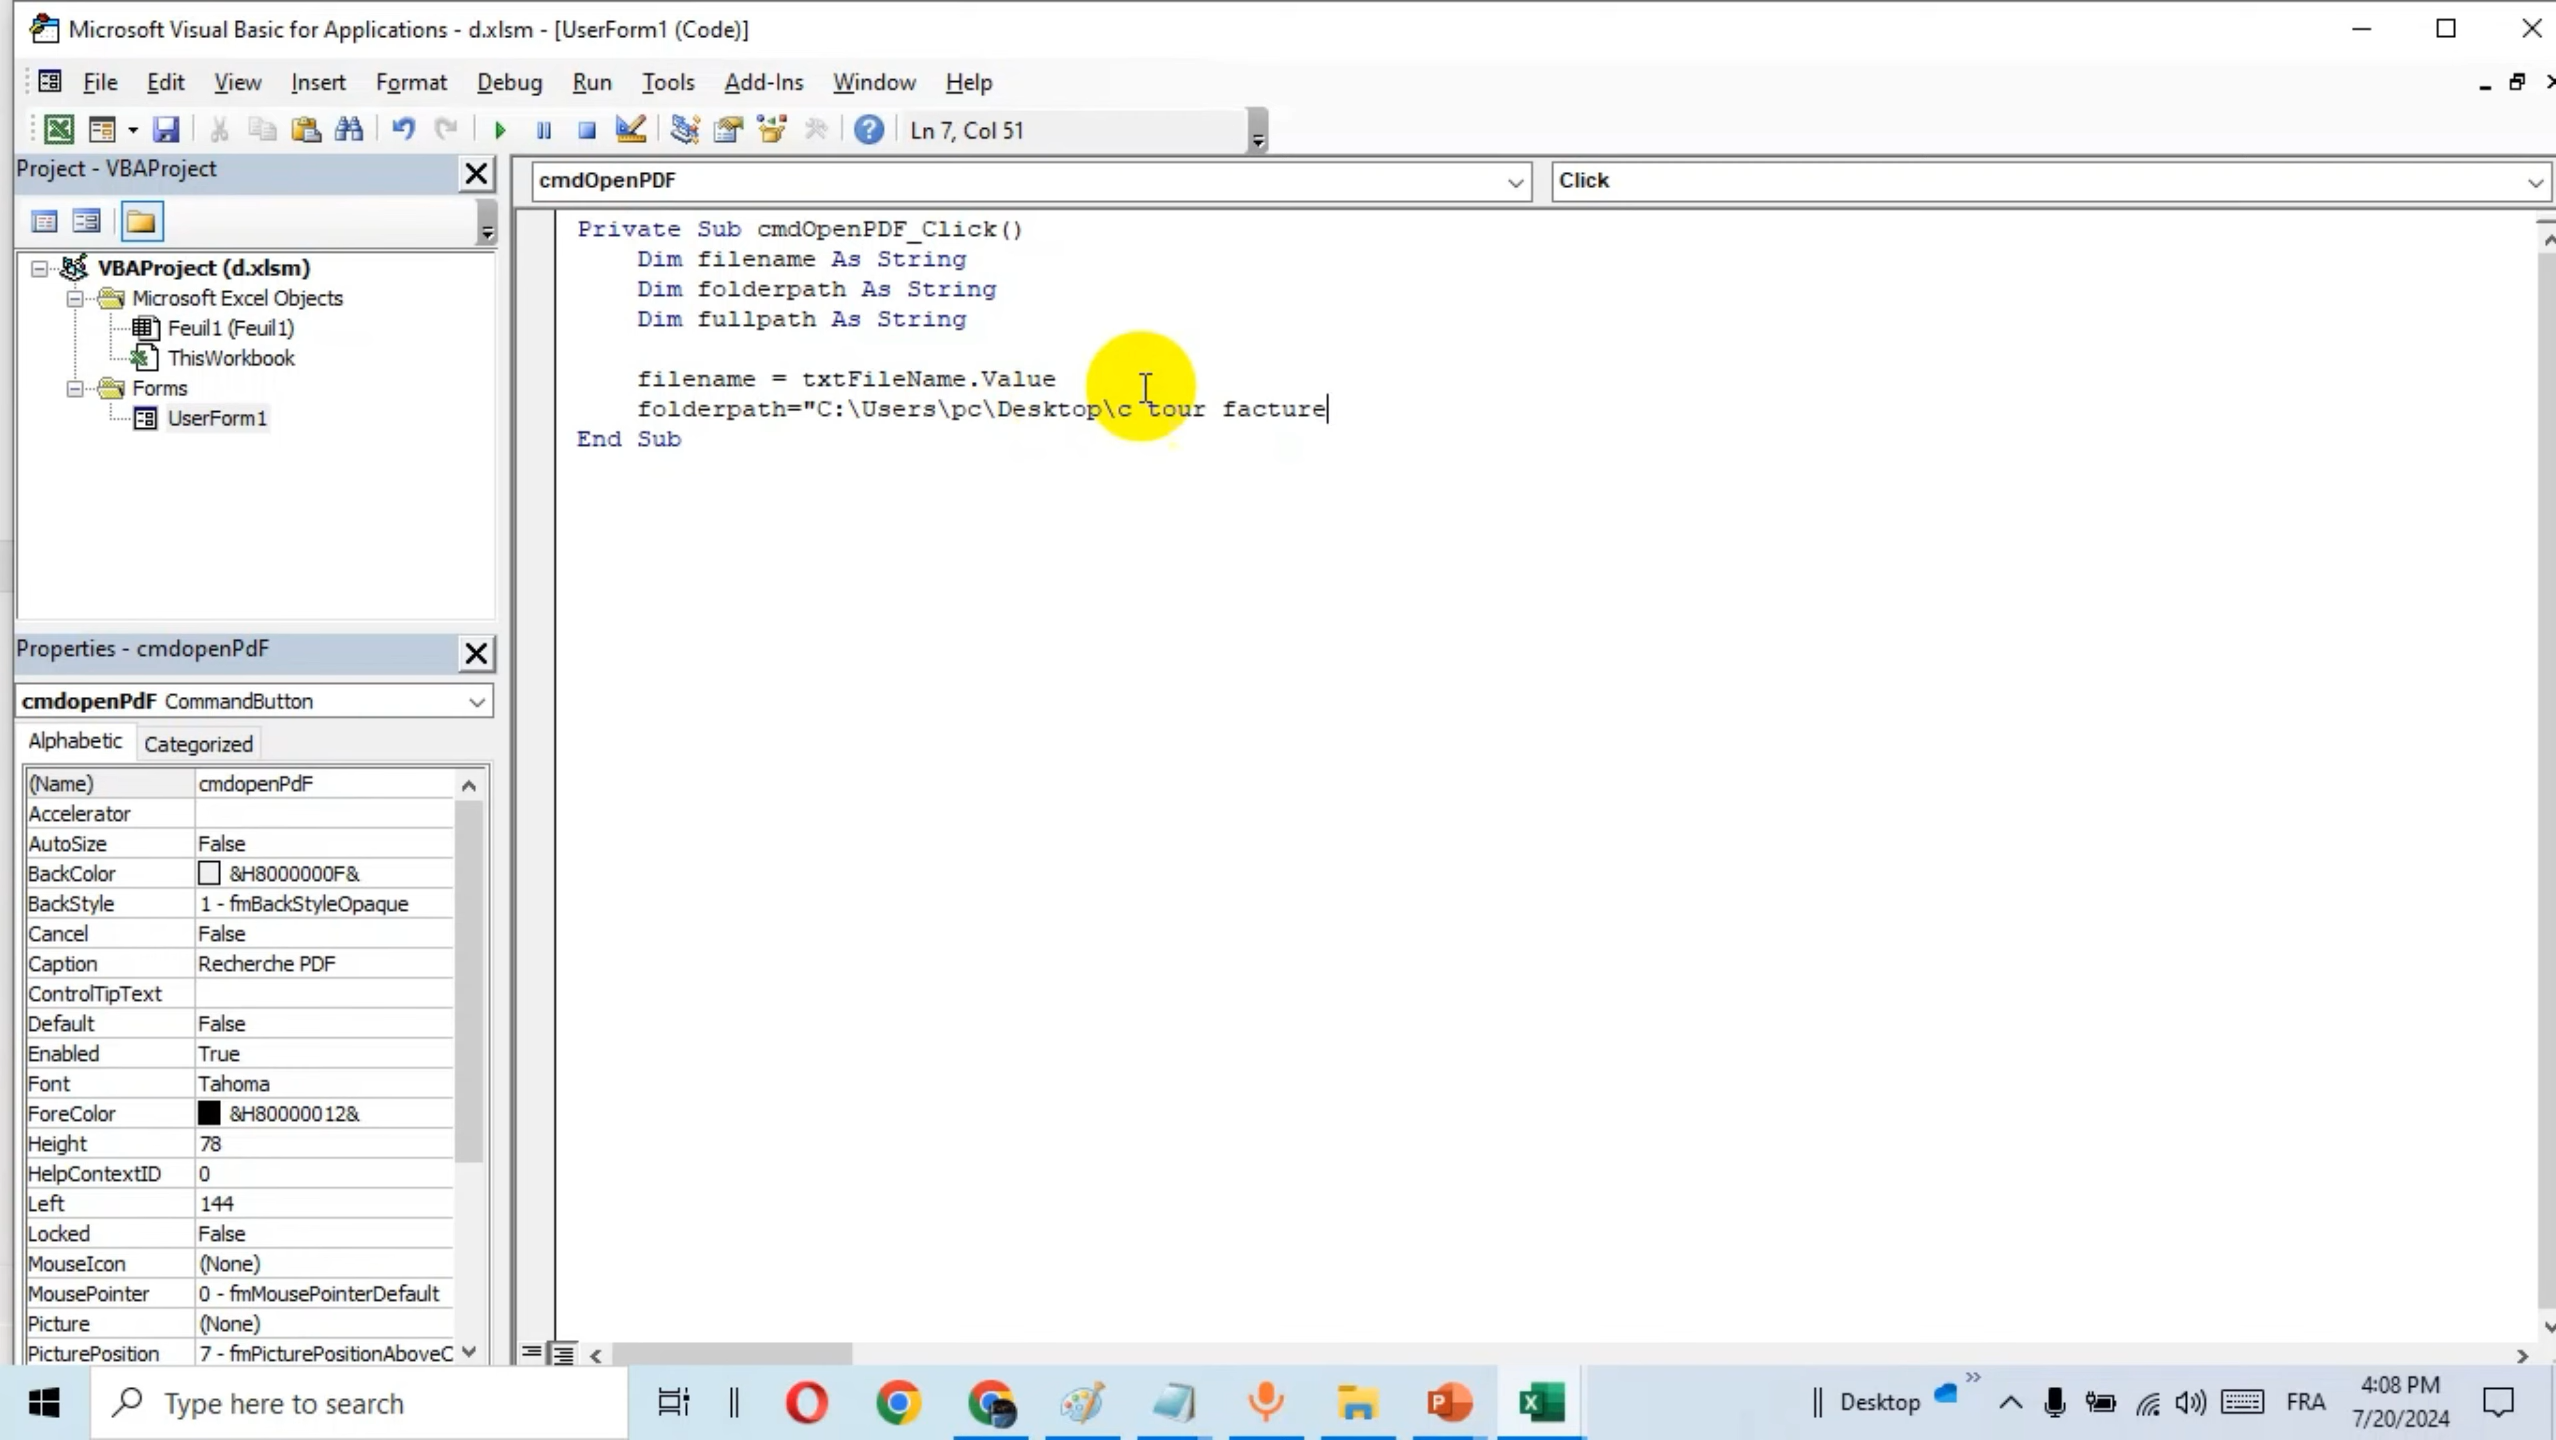 Microsoft Visual Basic for Applications - d.xlsm - [UserForm1 (Code)]
File Edit View Insert Format Debug Run Tools Add-Ins Window Help
Ln 7, Col 51
Project - VBAProject
VBAProject (d.xlsm)
Microsoft Excel Objects
Feuil1 (Feuil1)
ThisWorkbook
Forms
UserForm1
cmdOpenPDF
Click
Private Sub cmdOpenPDF_Click()
Dim filename As String
Dim folderpath As String
Dim fullpath As String
filename = txtFileName.Value
folderpath="C:\Users\pc\Desktop\c tour facture
End Sub
Properties - cmdopenPdF
cmdopenPdF CommandButton
Alphabetic Categorized
(Name) cmdopenPdF
Accelerator
AutoSize False
BackColor &H8000000F&
BackStyle 1 - fmBackStyleOpaque
Cancel False
Caption Recherche PDF
ControlTipText
Default False
Enabled True
Font Tahoma
ForeColor &H80000012&
Height 78
HelpContextID 0
Left 144
Locked False
MouseIcon (None)
MousePointer 0 - fmMousePointerDefault
Picture (None)
PicturePosition 7 - fmPicturePositionAboveC
Type here to search
Desktop
FRA
4:08 PM
7/20/2024